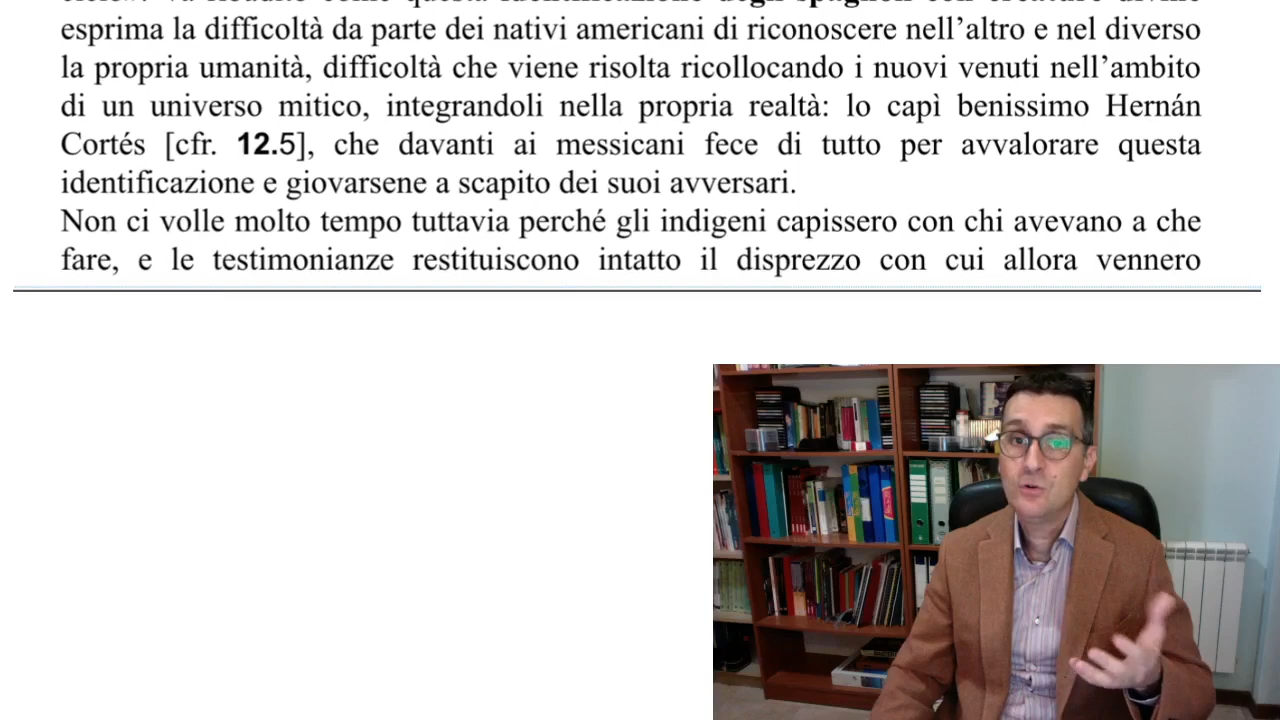 esprima la difficoltà da parte dei nativi americani di riconoscere nell’altro e nel diverso
la propria umanità, difficoltà che viene risolta ricollocando i nuovi venuti nell’ambito
di un universo mitico, integrandoli nella propria realtà: lo capì benissimo Hernán
Cortés [cfr. 12.5], che davanti ai messicani fece di tutto per avvalorare questa
identificazione e giovarsene a scapito dei suoi avversari.
Non ci volle molto tempo tuttavia perché gli indigeni capissero con chi avevano a che
fare, e le testimonianze restituiscono intatto il disprezzo con cui allora vennero